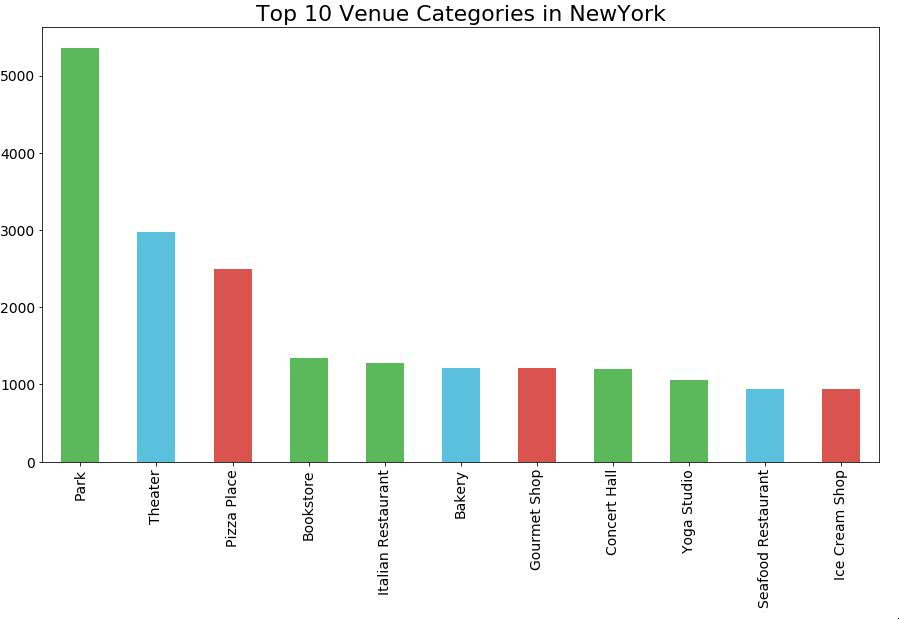 Top 10 Venue Categories in NewYork
5000
4000
3000
2000
1000
0
Park
Theater
Pizza Place
Bookstore
Italian Restaurant
Bakery
Gourmet Shop
Concert Hall
Yoga Studio
Seafood Restaurant
Ice Cream Shop